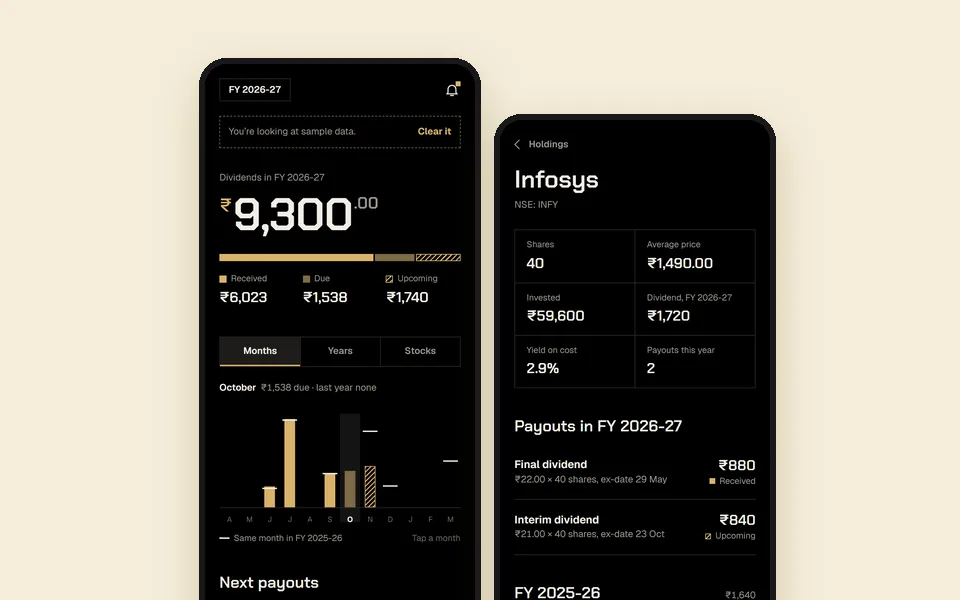 FY 2026-27
You're looking at sample data.
Clear it
Dividends in FY 2026-27
₹9,300.00
Received
Due
Upcoming
₹6,023
₹1,538
₹1,740
Months
Years
Stocks
October ₹1,538 due · last year none
A M J J A S O N D J F M
Same month in FY 2025-26
Tap a month
Next payouts
Holdings
Infosys
NSE: INFY
Shares
40
Average price
₹1,490.00
Invested
₹59,600
Dividend, FY 2026-27
₹1,720
Yield on cost
2.9%
Payouts this year
2
Payouts in FY 2026-27
Final dividend
₹880
₹22.00 × 40 shares, ex-date 29 May
Received
Interim dividend
₹840
₹21.00 × 40 shares, ex-date 23 Oct
Upcoming
FY 2025-26
₹1,640